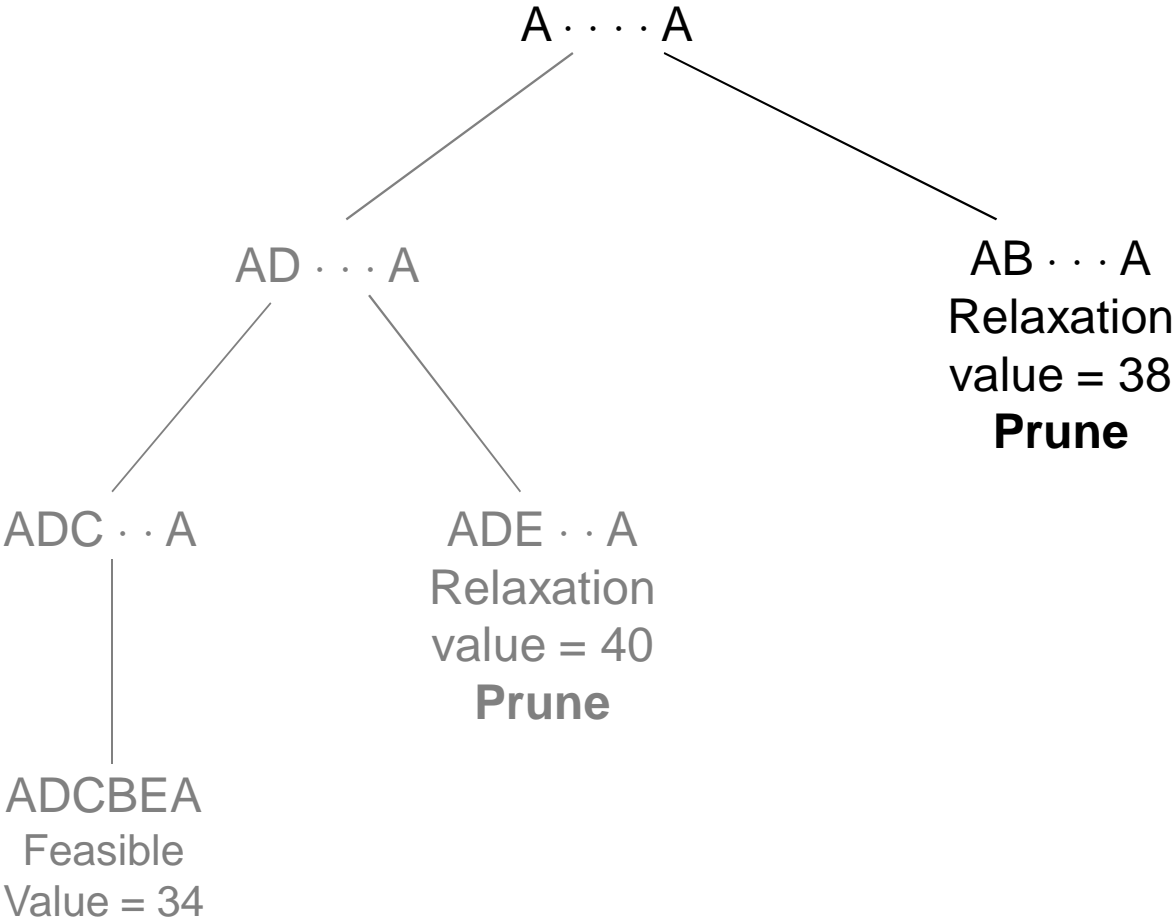 A · · · · A
AD · · · A
AB · · · A
Relaxation
value = 38
Prune
ADC · · A
ADE · · A
Relaxation
value = 40
Prune
ADCBEA
Feasible
Value = 34